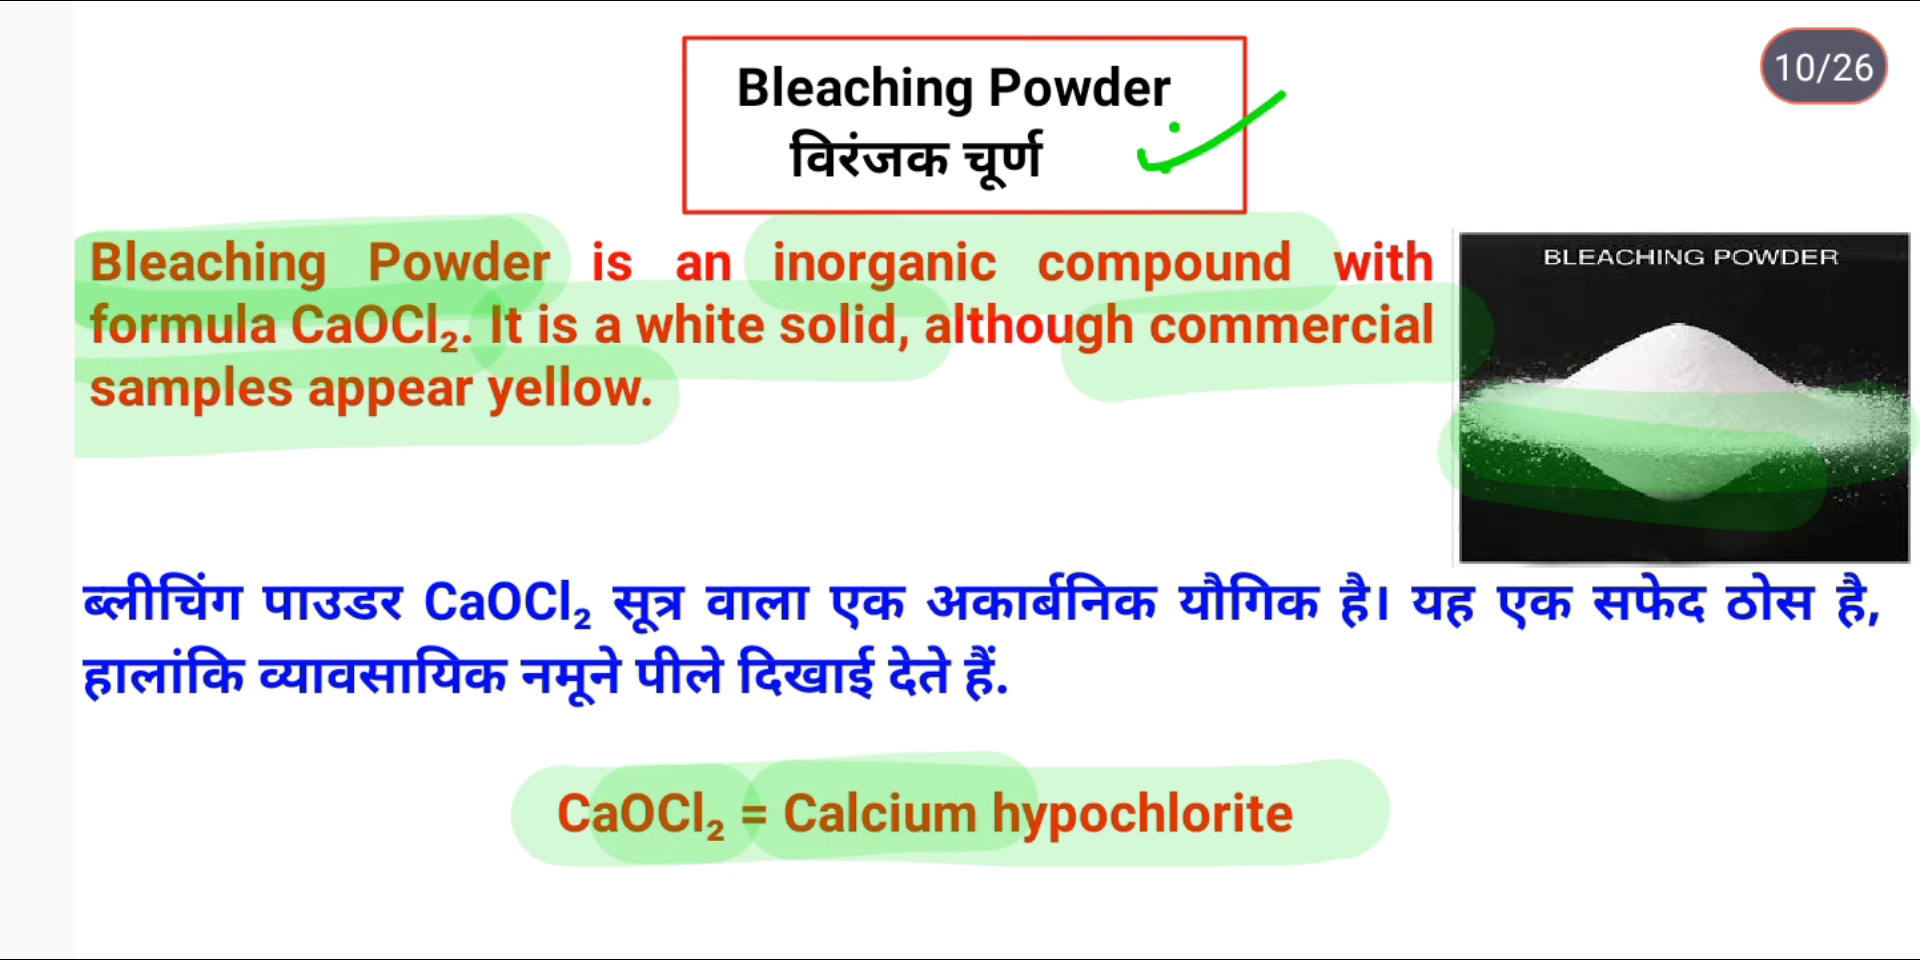 10/26
Bleaching Powder
विरंजक चूर्ण
Bleaching Powder is an inorganic compound with
formula CaOCl₂. It is a white solid, although commercial
samples appear yellow.
BLEACHING POWDER
ब्लीचिंग पाउडर CaOCl₂ सूत्र वाला एक अकार्बनिक यौगिक है। यह एक सफेद ठोस है,
हालांकि व्यावसायिक नमूने पीले दिखाई देते हैं.
CaOCl₂ = Calcium hypochlorite